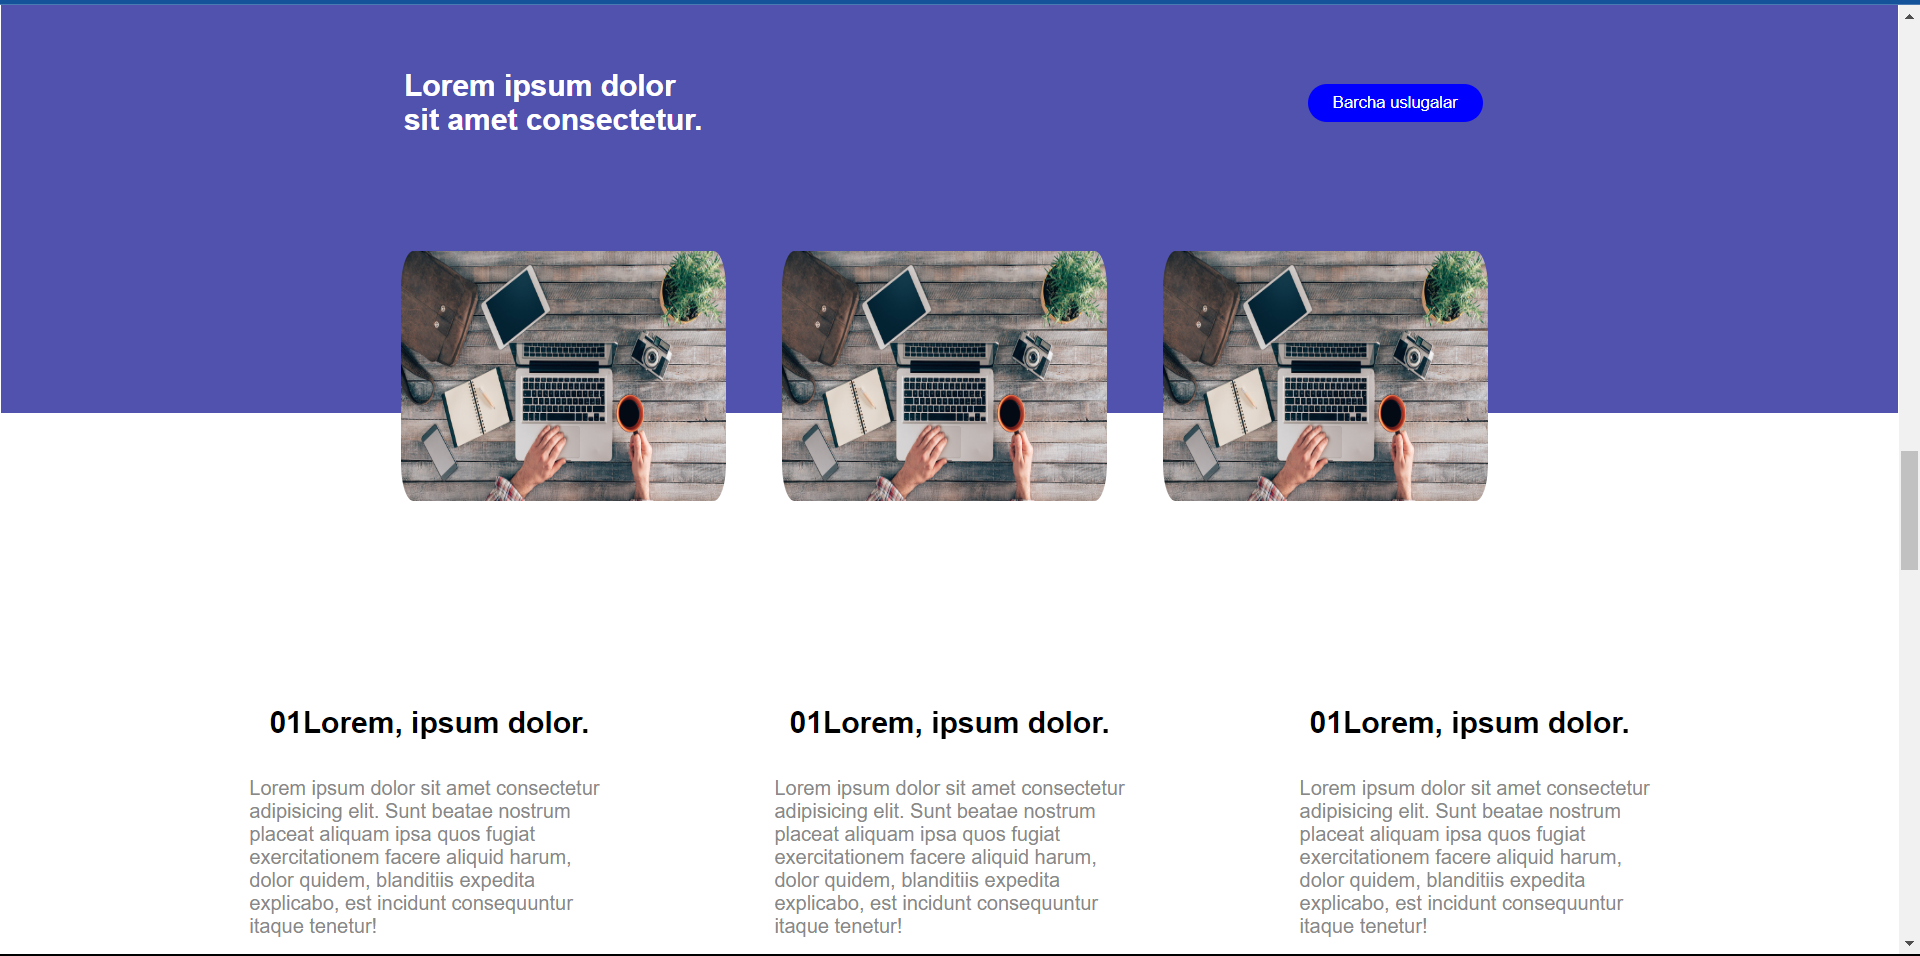 Lorem ipsum dolor
sit amet consectetur.
Barcha uslugalar
01Lorem, ipsum dolor.
Lorem ipsum dolor sit amet consectetur
adipisicing elit. Sunt beatae nostrum
placeat aliquam ipsa quos fugiat
exercitationem facere aliquid harum,
dolor quidem, blanditiis expedita
explicabo, est incidunt consequuntur
itaque tenetur!
01Lorem, ipsum dolor.
Lorem ipsum dolor sit amet consectetur
adipisicing elit. Sunt beatae nostrum
placeat aliquam ipsa quos fugiat
exercitationem facere aliquid harum,
dolor quidem, blanditiis expedita
explicabo, est incidunt consequuntur
itaque tenetur!
01Lorem, ipsum dolor.
Lorem ipsum dolor sit amet consectetur
adipisicing elit. Sunt beatae nostrum
placeat aliquam ipsa quos fugiat
exercitationem facere aliquid harum,
dolor quidem, blanditiis expedita
explicabo, est incidunt consequuntur
itaque tenetur!